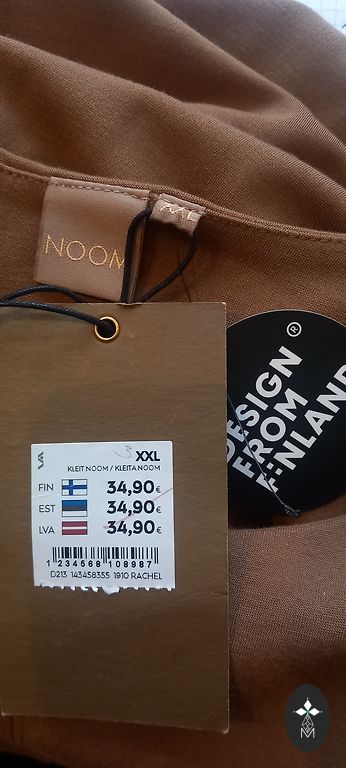 NOOM
XXL
®
DESIGN
FROM
FINLAND
XXL
KLEIT NOOM / KLEITA NOOM
FIN 34,90€
EST 34,90€
LVA 34,90€
1 234568 108987
D213 143458355 1910 RACHEL
M